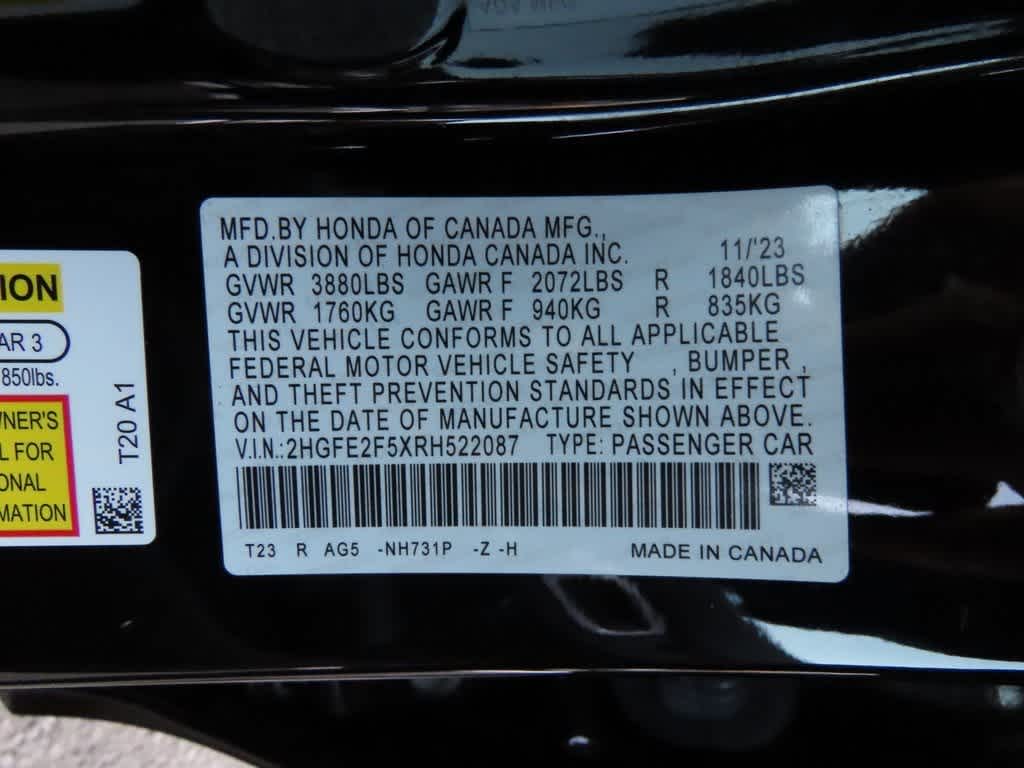 MFD.BY HONDA OF CANADA MFG.,
A DIVISION OF HONDA CANADA INC. 11/'23
GVWR 3880LBS GAWR F 2072LBS R 1840LBS
GVWR 1760KG GAWR F 940KG R 835KG
THIS VEHICLE CONFORMS TO ALL APPLICABLE
FEDERAL MOTOR VEHICLE SAFETY , BUMPER ,
AND THEFT PREVENTION STANDARDS IN EFFECT
ON THE DATE OF MANUFACTURE SHOWN ABOVE.
V.I.N.:2HGFE2F5XRH522087 TYPE: PASSENGER CAR
T23 R AG5 -NH731P -Z -H MADE IN CANADA
ION
AR 3
850lbs.
WNER'S
L FOR
ONAL
MATION
T20 A1